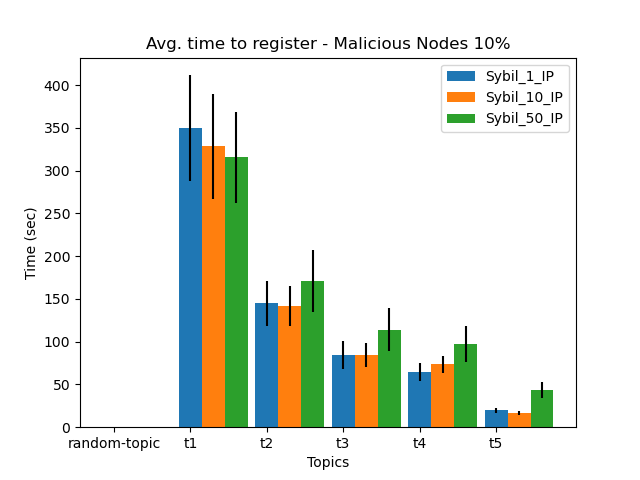 Avg. time to register - Malicious Nodes 10%
Sybil_1_IP
Sybil_10_IP
Sybil_50_IP
400
350
300
250
200
150
100
50
0
Time (sec)
random-topic t1 t2 t3 t4 t5
Topics